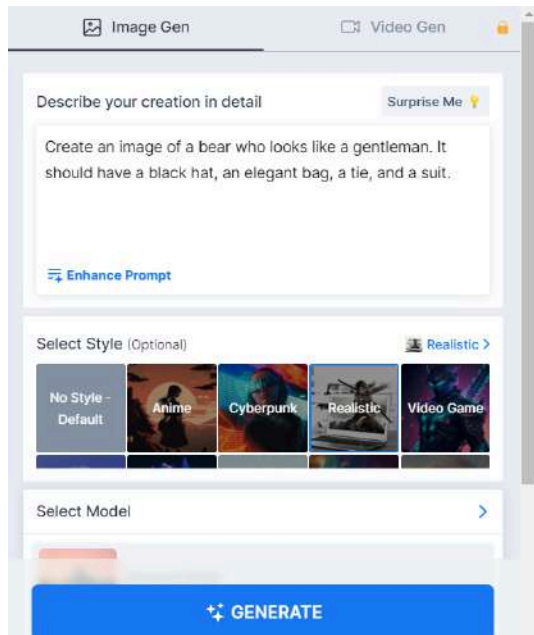 Image Gen
Video Gen
Describe your creation in detail
Surprise Me
Create an image of a bear who looks like a gentleman. It
should have a black hat, an elegant bag, a tie, and a suit.
Enhance Prompt
Select Style (Optional)
Realistic >
No Style -
Default
Anime
Cyberpunk
Realistic
Video Game
Select Model
GENERATE